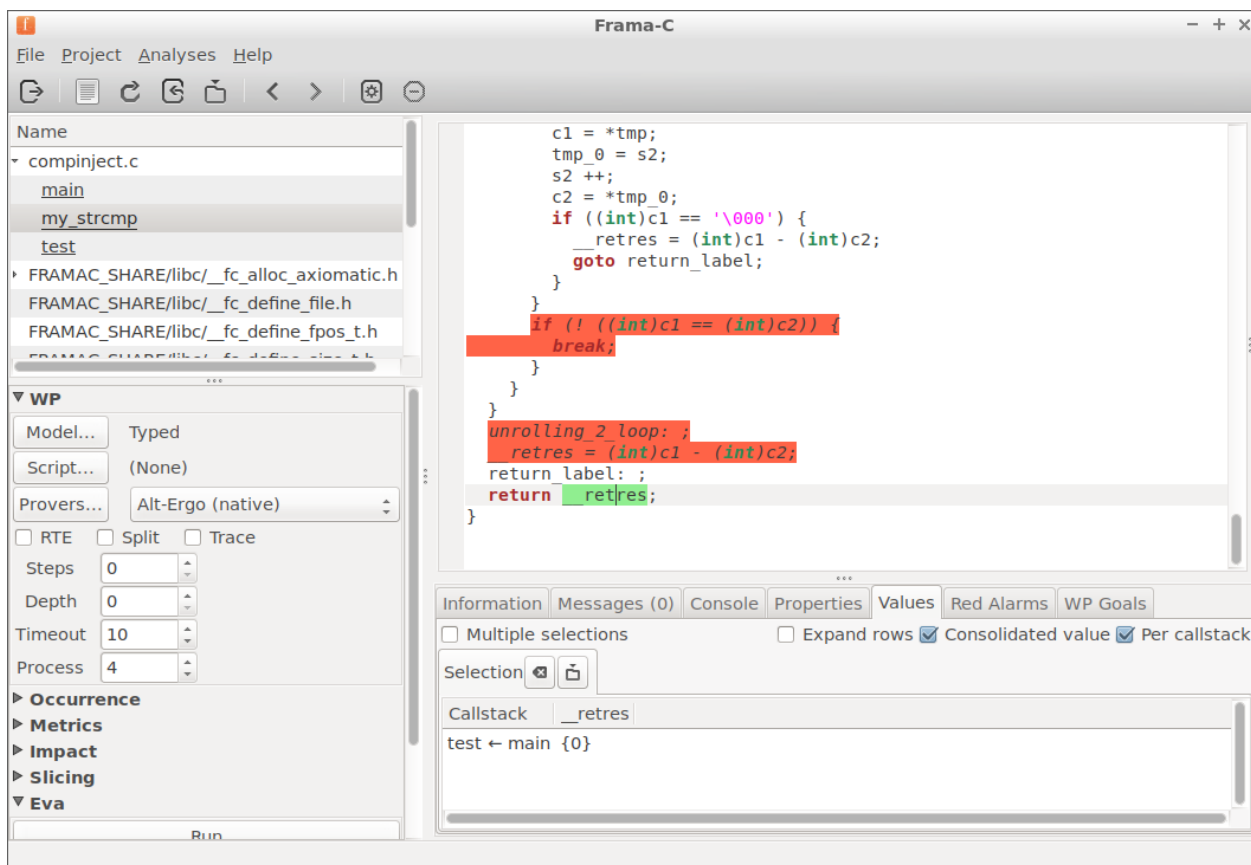 Frama-C
File Project Analyses Help
Name
compinject.c
main
my_strcmp
test
FRAMAC_SHARE/libc/__fc_alloc_axiomatic.h
FRAMAC_SHARE/libc/__fc_define_file.h
FRAMAC_SHARE/libc/__fc_define_fpos_t.h
FRAMAC_SHARE/libc/__fc_define_size_t.h
WP
Model... Typed
Script... (None)
Provers... Alt-Ergo (native)
RTE Split Trace
Steps 0
Depth 0
Timeout 10
Process 4
Occurrence
Metrics
Impact
Slicing
Eva
Run
c1 = *tmp;
tmp_0 = s2;
s2 ++;
c2 = *tmp_0;
if ((int)c1 == '\000') {
__retres = (int)c1 - (int)c2;
goto return_label;
}
}
if (! ((int)c1 == (int)c2)) {
break;
}
}
}
unrolling_2_loop: ;
__retres = (int)c1 - (int)c2;
return_label: ;
return __retres;
}
Information Messages (0) Console Properties Values Red Alarms WP Goals
Multiple selections Expand rows Consolidated value Per callstack
Selection
Callstack __retres
test ← main {0}